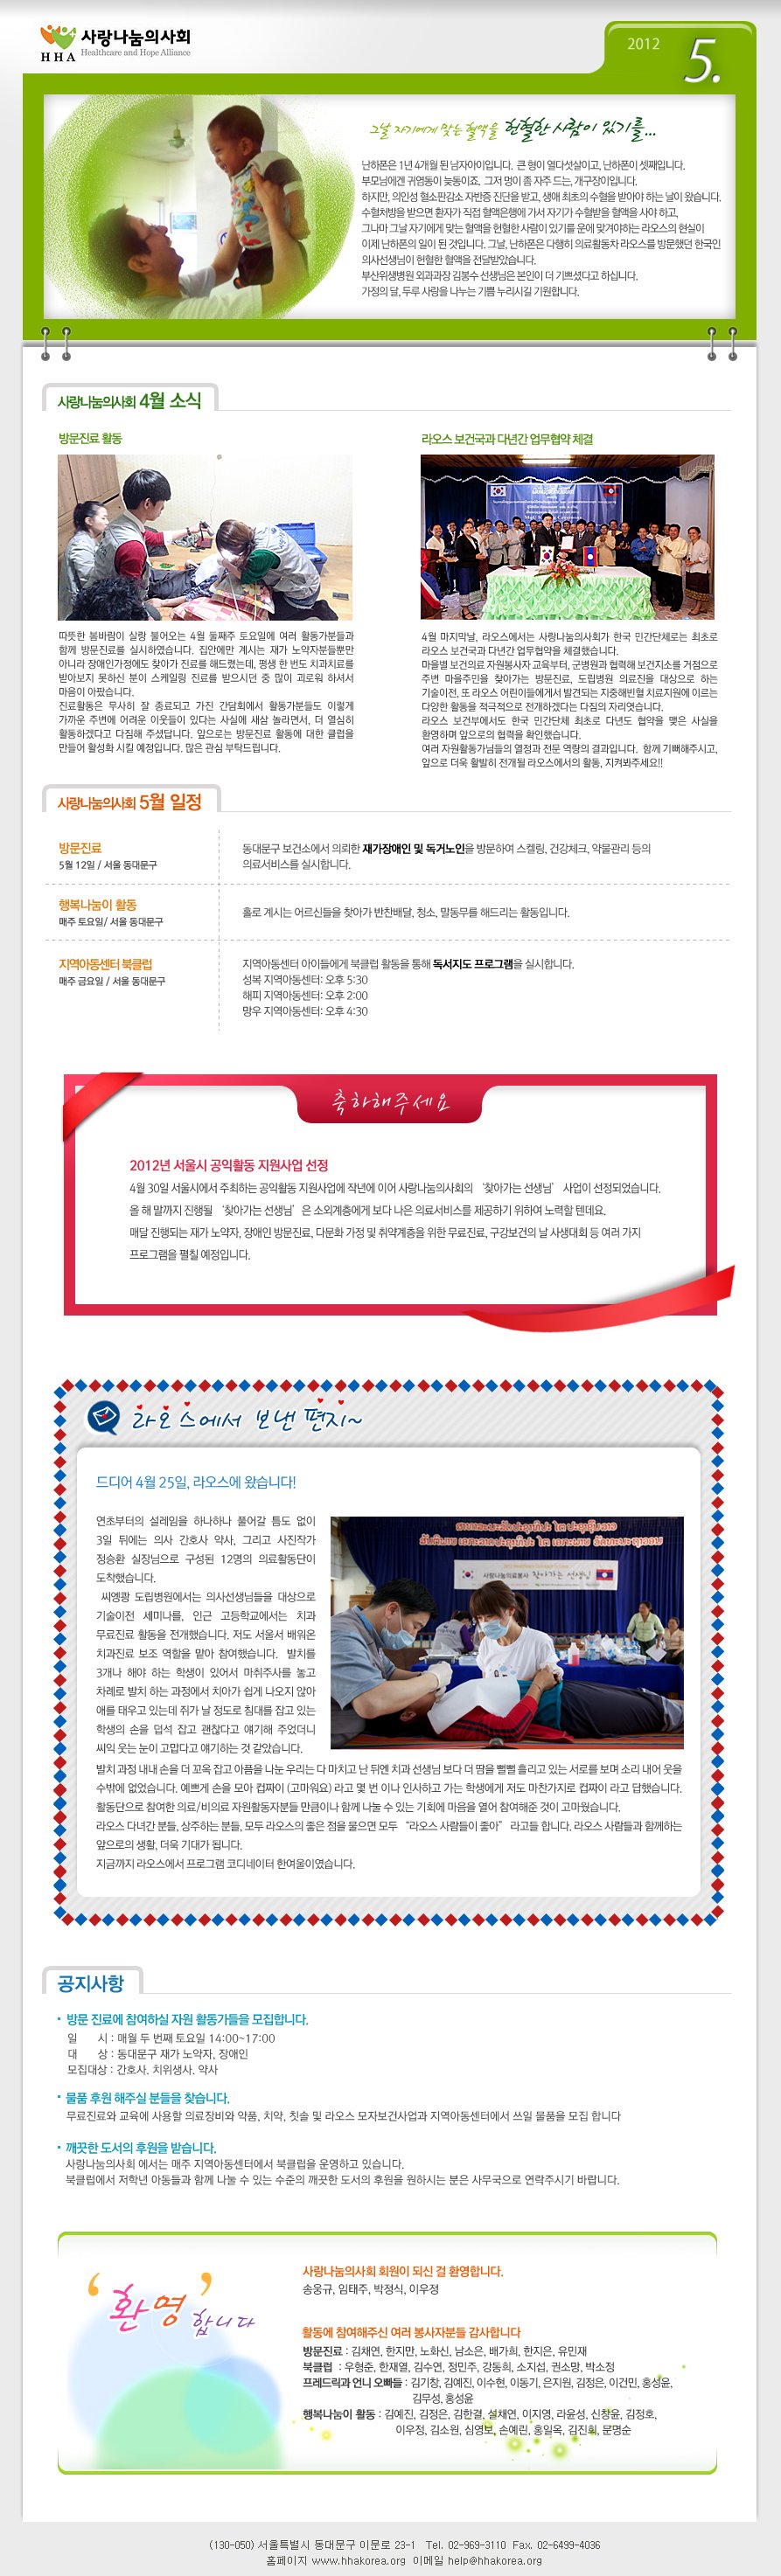 사랑나눔의사회
Healthcare and Hope Alliance
HHA
2012
5.
그날 자기에게 맞는 혈액을 헌혈한 사람이 있기를...
난하폰은 1년 4개월 된 남자아이입니다. 큰 형이 열다섯살이고, 난하폰이 셋째입니다.
부모님에겐 귀염둥이 늦둥이죠. 그저 멍이 좀 자주 드는, 개구장이입니다.
하지만, 의인성 혈소판감소 자반증 진단을 받고, 생애 최초의 수혈을 받아야 하는 날이 왔습니다.
수혈처방을 받으면 환자가 직접 혈액은행에 가서 자기가 수혈받을 혈액을 사야 하고,
그나마 그날 자기에게 맞는 혈액을 헌혈한 사람이 있기를 운에 맞겨야하는 라오스의 현실이
이제 난하폰의 일이 된 것입니다. 그날, 난하폰은 다행히 의료활동차 라오스를 방문했던 한국인
의사선생님이 헌혈한 혈액을 전달받았습니다.
부산위생병원 외과과장 김봉수 선생님은 본인이 더 기쁘셨다고 하십니다.
가정의 달, 두루 사람을 나누는 기쁨 누리시길 기원합니다.
사랑나눔의사회 4월 소식
방문진료 활동
따뜻한 봄바람이 살랑 불어오는 4월 둘째주 토요일에 여러 활동가분들과
함께 방문진료를 실시하였습니다. 집안에만 계시는 재가 노약자분들뿐만
아니라 장애인가정에도 찾아가 진료를 해드렸는데, 평생 한 번도 치과치료를
받아보지 못하신 분이 스케일링 진료를 받으시던 중 많이 괴로워 하셔서
마음이 아팠습니다.
진료활동은 무사히 잘 종료되고 가진 간담회에서 활동가분들도 이렇게
가까운 주변에 어려운 이웃들이 있다는 사실에 새삼 놀라면서, 더 열심히
활동하겠다고 다짐해 주셨답니다. 앞으로는 방문진료 활동에 대한 클럽을
만들어 활성화 시킬 예정입니다. 많은 관심 부탁드립니다.
라오스 보건국과 다년간 업무협약 체결
4월 마지막날, 라오스에서는 사랑나눔의사회가 한국 민간단체로는 최초로
라오스 보건국과 다년간 업무협약을 체결했습니다.
마을별 보건의료 자원봉사자 교육부터, 군병원과 협력해 보건지소를 거점으로
주변 마을주민을 찾아가는 방문진료, 도립병원 의료진을 대상으로 하는
기술이전, 또 라오스 어린이들에게서 발견되는 지중해빈혈 치료지원에 이르는
다양한 활동을 적극적으로 전개하겠다는 다짐의 자리엿습니다.
라오스 보건부에서도 한국 민간단체 최초로 다년도 협약을 맺은 사실을
환영하며 앞으로의 협력을 확인했습니다.
여러 자원활동가님들의 열정과 전문 역량의 결과입니다. 함께 기뻐해주시고,
앞으로 더욱 활발히 전개될 라오스에서의 활동, 지켜봐주세요!!
사랑나눔의사회 5월 일정
방문진료
5월 12일 / 서울 동대문구
동대문구 보건소에서 의뢰한 재가장애인 및 독거노인을 방문하여 스켈링, 건강체크, 약물관리 등의
의료서비스를 실시합니다.
행복나눔이 활동
매주 토요일/ 서울 동대문구
홀로 계시는 어르신들을 찾아가 반찬배달, 청소, 말동무를 해드리는 활동입니다.
지역아동센터 북클럽
매주 금요일 / 서울 동대문구
지역아동센터 아이들에게 북클럽 활동을 통해 독서지도 프로그램을 실시합니다.
성북 지역아동센터: 오후 5:30
해피 지역아동센터: 오후 2:00
망우 지역아동센터: 오후 4:30
축하해주세요
2012년 서울시 공익활동 지원사업 선정
4월 30일 서울시에서 주최하는 공익활동 지원사업에 작년에 이어 사랑나눔의사회의 ‘찾아가는 선생님’ 사업이 선정되었습니다.
올 해 말까지 진행될 ‘찾아가는 선생님’ 은 소외계층에게 보다 나은 의료서비스를 제공하기 위하여 노력할 텐데요.
매달 진행되는 재가 노약자, 장애인 방문진료, 다문화 가정 및 취약계층을 위한 무료진료, 구강보건의 날 사생대회 등 여러 가지
프로그램을 펼칠 예정입니다.
라오스에서 보낸 편지~
드디어 4월 25일, 라오스에 왔습니다!
연초부터의 설레임을 하나하나 풀어갈 틈도 없이
3일 뒤에는 의사 간호사 약사, 그리고 사진작가
정승환 실장님으로 구성된 12명의 의료활동단이
도착했습니다.
씨엥쾅 도립병원에서는 의사선생님들을 대상으로
기술이전 세미나를, 인근 고등학교에서는 치과
무료진료 활동을 전개했습니다. 저도 서울서 배워온
치과진료 보조 역할을 맡아 참여했습니다. 발치를
3개나 해야 하는 학생이 있어서 마취주사를 놓고
차례로 발치 하는 과정에서 치아가 쉽게 나오지 않아
애를 태우고 있는데 쥐가 날 정도로 침대를 잡고 있는
학생의 손을 덥석 잡고 괜찮다고 얘기해 주었더니
씨익 웃는 눈이 고맙다고 얘기하는 것 같았습니다.
발치 과정 내내 손을 더 꼬옥 잡고 아픔을 나눈 우리는 다 마치고 난 뒤엔 치과 선생님 보다 더 땀을 뻘뻘 흘리고 있는 서로를 보며 소리 내어 웃을
수밖에 없었습니다. 예쁘게 손을 모아 컵짜이 (고마워요) 라고 몇 번 이나 인사하고 가는 학생에게 저도 마찬가지로 컵짜이 라고 답했습니다.
활동단으로 참여한 의료/비의료 자원활동자분들 만큼이나 함께 나눌 수 있는 기회에 마음을 열어 참여해준 것이 고마웠습니다.
라오스 다녀간 분들, 상주하는 분들, 모두 라오스의 좋은 점을 물으면 모두 “라오스 사람들이 좋아” 라고들 합니다. 라오스 사람들과 함께하는
앞으로의 생활, 더욱 기대가 됩니다.
지금까지 라오스에서 프로그램 코디네이터 한여울이였습니다.
공지사항
방문 진료에 참여하실 자원 활동가들을 모집합니다.
일 시 : 매월 두 번째 토요일 14:00~17:00
대 상 : 동대문구 재가 노약자, 장애인
모집대상 : 간호사. 치위생사. 약사
물품 후원 해주실 분들을 찾습니다.
무료진료와 교육에 사용할 의료장비와 약품, 치약, 칫솔 및 라오스 모자보건사업과 지역아동센터에서 쓰일 물품을 모집 합니다
깨끗한 도서의 후원을 받습니다.
사랑나눔의사회 에서는 매주 지역아동센터에서 북클럽을 운영하고 있습니다.
북클럽에서 저학년 아동들과 함께 나눌 수 있는 수준의 깨끗한 도서의 후원을 원하시는 분은 사무국으로 연락주시기 바랍니다.
‘환영’합니다
사랑나눔의사회 회원이 되신 걸 환영합니다.
송웅규, 임태주, 박정식, 이우정
활동에 참여해주신 여러 봉사자분들 감사합니다
방문진료 : 김채연, 한지만, 노화신, 남소은, 배가희, 한지은, 유민재
북클럽 : 우형준, 한재열, 김수연, 정민주, 강동희, 소지섭, 권소망, 박소정
프레드릭과 언니 오빠들 : 김기창, 김예진, 이수현, 이동기, 은지원, 김정은, 이건민, 홍성윤,
김무성, 홍성윤
행복나눔이 활동 : 김예진, 김정은, 김한결, 설채연, 이지영, 라윤성, 신창윤, 김정호,
이우정, 김소원, 심영보, 손예린, 홍일옥, 김진희, 문명순
(130-050) 서울특별시 동대문구 이문로 23-1 Tel. 02-969-3110 Fax. 02-6499-4036
홈페이지 www.hhakorea.org 이메일 help@hhakorea.org